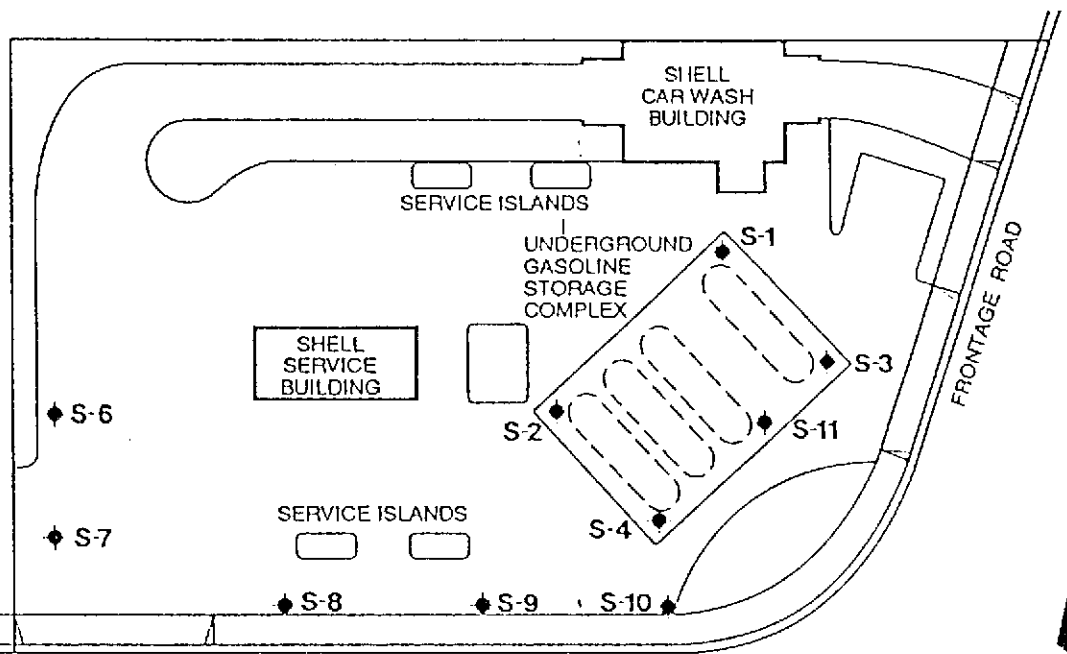 SHELL
CAR WASH
BUILDING
SERVICE ISLANDS
UNDERGROUND
GASOLINE
STORAGE
COMPLEX
S-1
FRONTAGE ROAD
SHELL
SERVICE
BUILDING
S-3
S-6
S-2
S-11
SERVICE ISLANDS
S-4
S-7
S-8
S-9
S-10